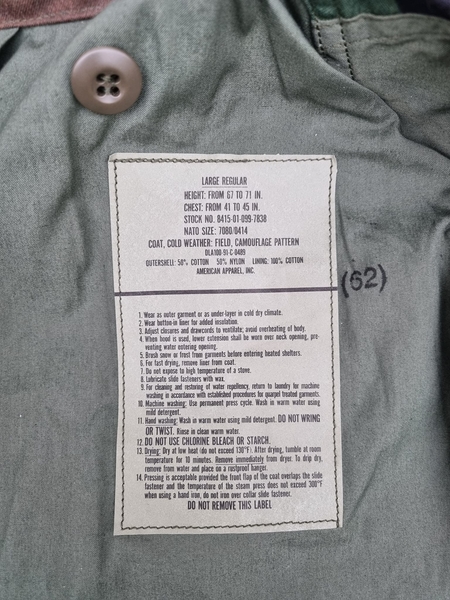 LARGE REGULAR
HEIGHT: FROM 67 TO 71 IN.
CHEST: FROM 41 TO 45 IN.
STOCK NO. 8415-01-099-7838
NATO SIZE: 7080/0414
COAT, COLD WEATHER: FIELD, CAMOUFLAGE PATTERN
DLA100-91-C-0489
OUTERSHELL: 50% COTTON 50% NYLON LINING: 100% COTTON
AMERICAN APPAREL, INC.
(62)
1. Wear as outer garment or as under-layer in cold dry climate.
2. Wear button-in liner for added insulation.
3. Adjust closures and drawcords to ventilate; avoid overheating of body.
4. When hood is used, lower extension shall be worn over neck opening, pre-
venting water entering opening.
5. Brush snow or frost from garments before entering heated shelters.
6. For fast drying, remove liner from coat.
7. Do not expose to high temperature of a stove.
8. Lubricate slide fasteners with wax.
9. For cleaning and restoring of water repellency, return to laundry for machine
washing in accordance with established procedures for quarpel treated garments.
10. Machine washing: Use permanent press cycle. Wash in warm water using
mild detergent.
11. Hand washing: Wash in warm water using mild detergent. DO NOT WRING
OR TWIST. Rinse in clean warm water.
12. DO NOT USE CHLORINE BLEACH OR STARCH.
13. Drying: Dry at low heat (do not exceed 130°F). After drying, tumble at room
temperature for 10 minutes. Remove immediately from dryer. To drip dry,
remove from water and place on a rustproof hanger.
14. Pressing is acceptable provided the front flap of the coat overlaps the slide
fastener and the temperature of the steam press does not exceed 300°F
when using a hand iron, do not iron over collar slide fastener.
DO NOT REMOVE THIS LABEL